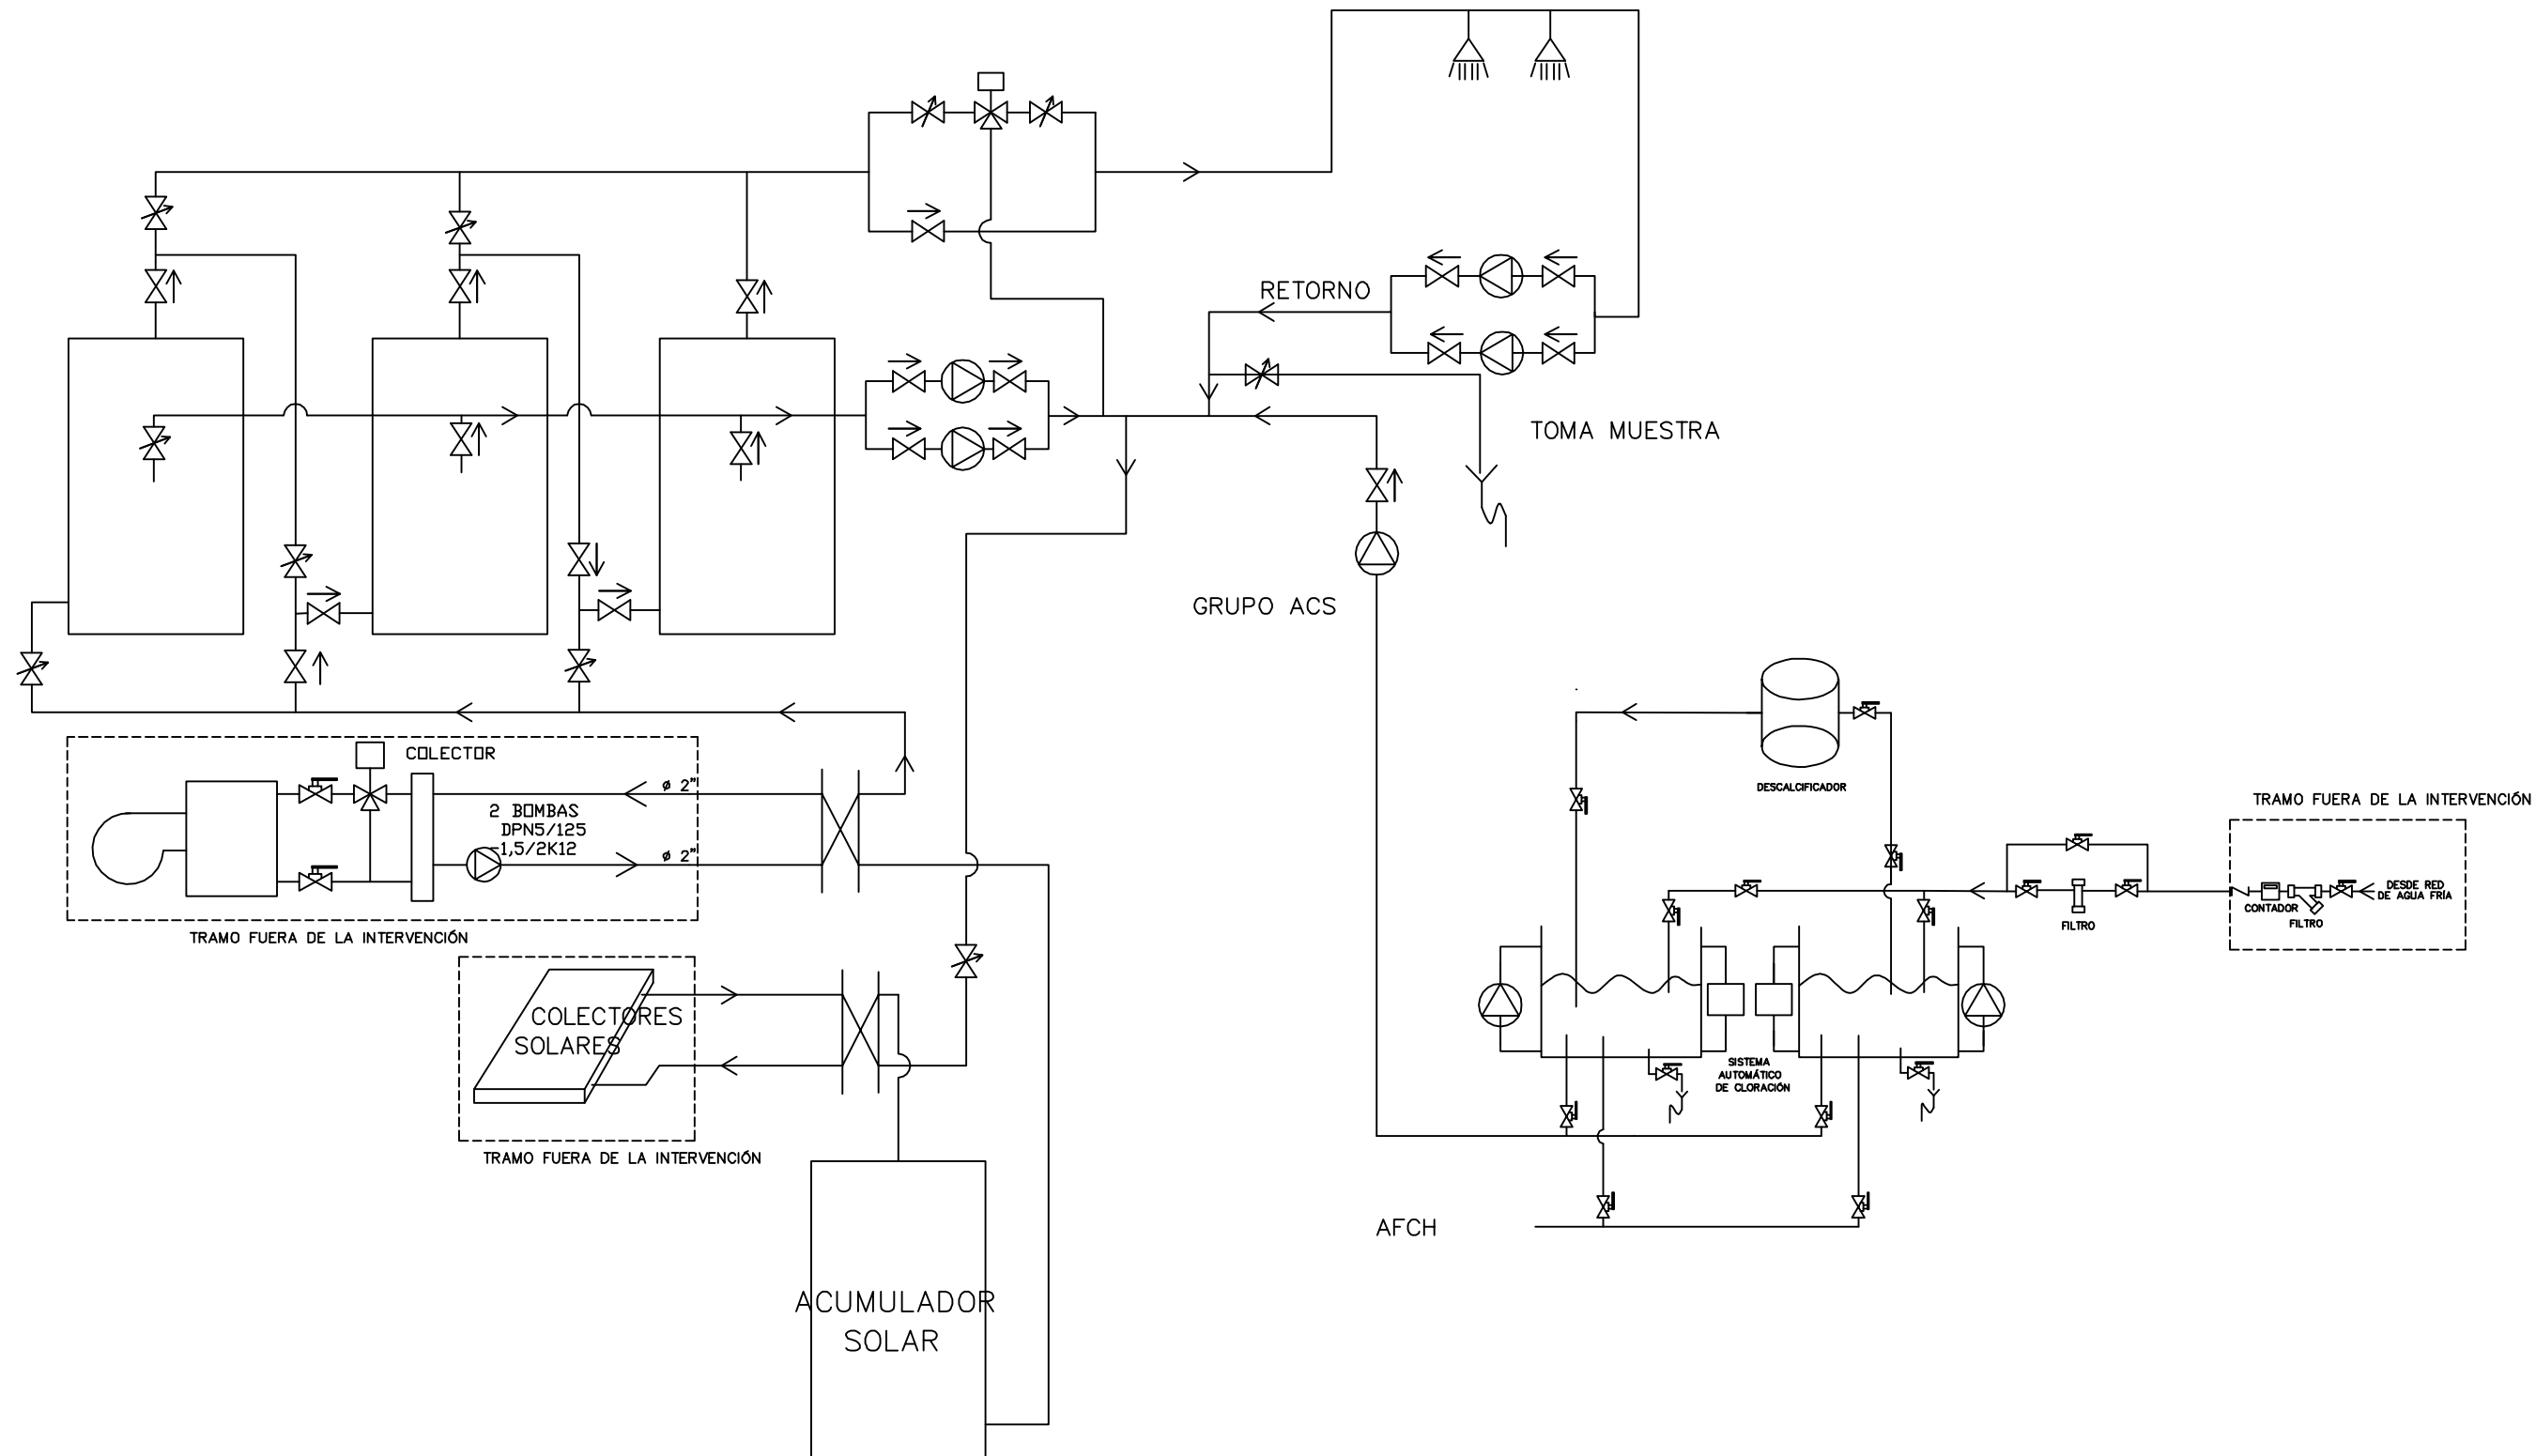 RETORNO
TOMA MUESTRA
GRUPO ACS
COLECTOR
ø 2"
2 BOMBAS
DPN5/125
-1,5/2K12
ø 2"
TRAMO FUERA DE LA INTERVENCIÓN
DESCALCIFICADOR
TRAMO FUERA DE LA INTERVENCIÓN
DESDE RED
DE AGUA FRÍA
CONTADOR
FILTRO
FILTRO
COLECTORES
SOLARES
TRAMO FUERA DE LA INTERVENCIÓN
SISTEMA
AUTOMÁTICO
DE CLORACIÓN
AFCH
ACUMULADOR
SOLAR